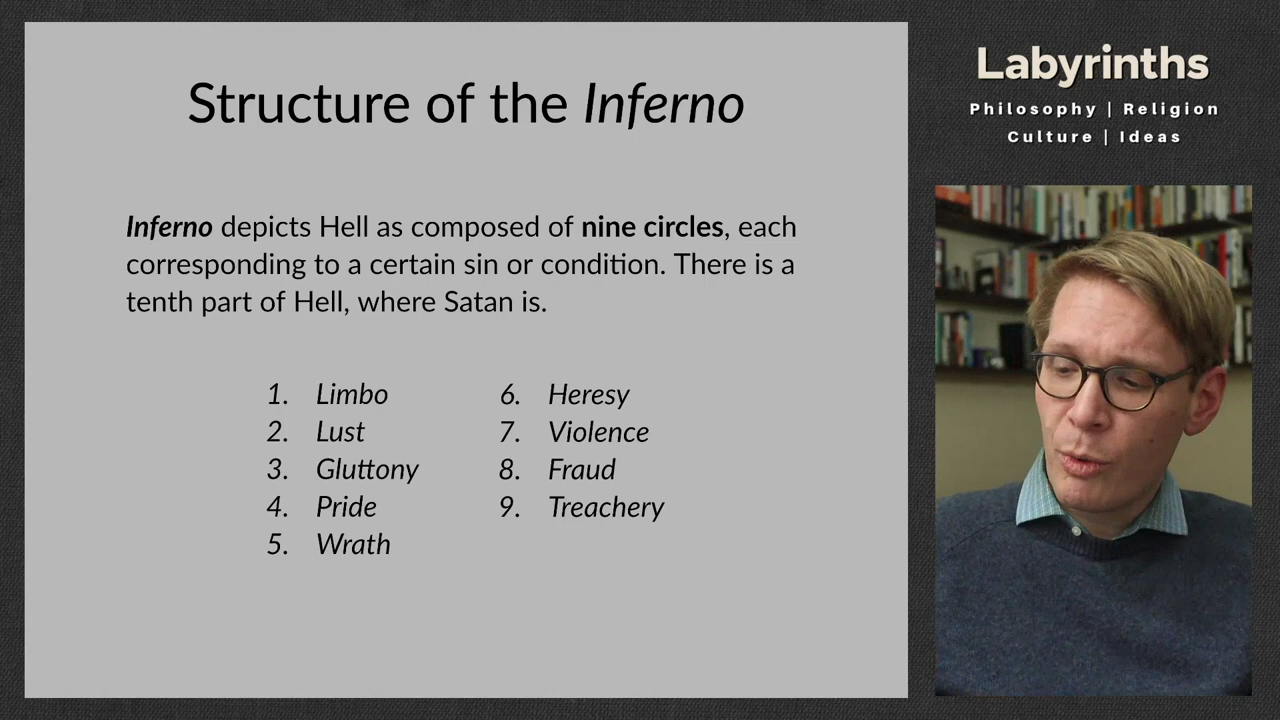 Structure of the Inferno
Inferno depicts Hell as composed of nine circles, each
corresponding to a certain sin or condition. There is a
tenth part of Hell, where Satan is.
1. Limbo
2. Lust
3. Gluttony
4. Pride
5. Wrath
6. Heresy
7. Violence
8. Fraud
9. Treachery
Labyrinths
Philosophy | Religion
Culture | Ideas